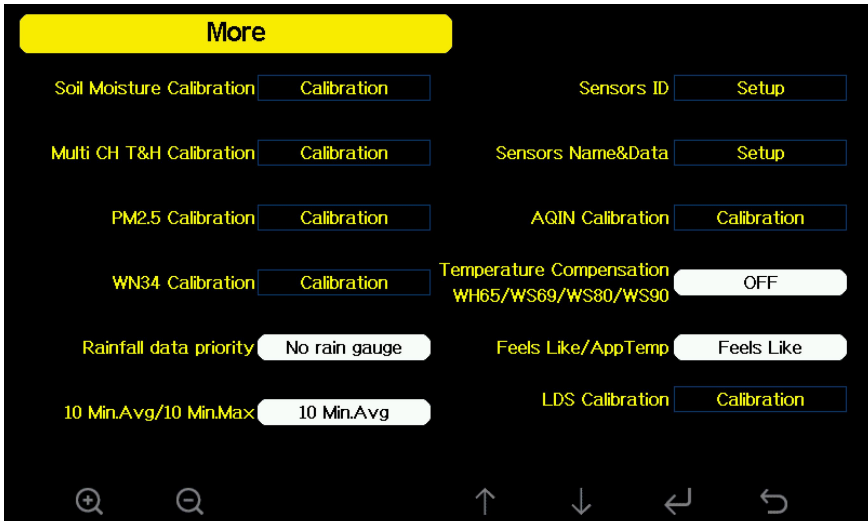 More
Soil Moisture Calibration Calibration
Sensors ID Setup
Multi CH T&H Calibration Calibration
Sensors Name&Data Setup
PM2.5 Calibration Calibration
AQIN Calibration Calibration
WN34 Calibration Calibration
Temperature Compensation
WH65/WS69/WS80/WS90 OFF
Rainfall data priority No rain gauge
Feels Like/AppTemp Feels Like
10 Min.Avg/10 Min.Max 10 Min.Avg
LDS Calibration Calibration